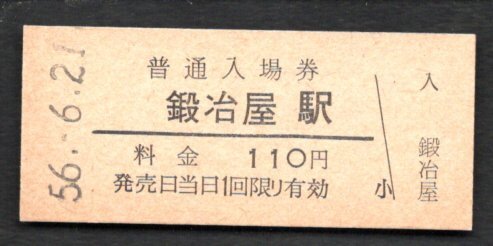 56.-6.21
普通入場券
鍛冶屋駅
料金 110円
発売日当日1回限り有効
小
入
鍛冶屋